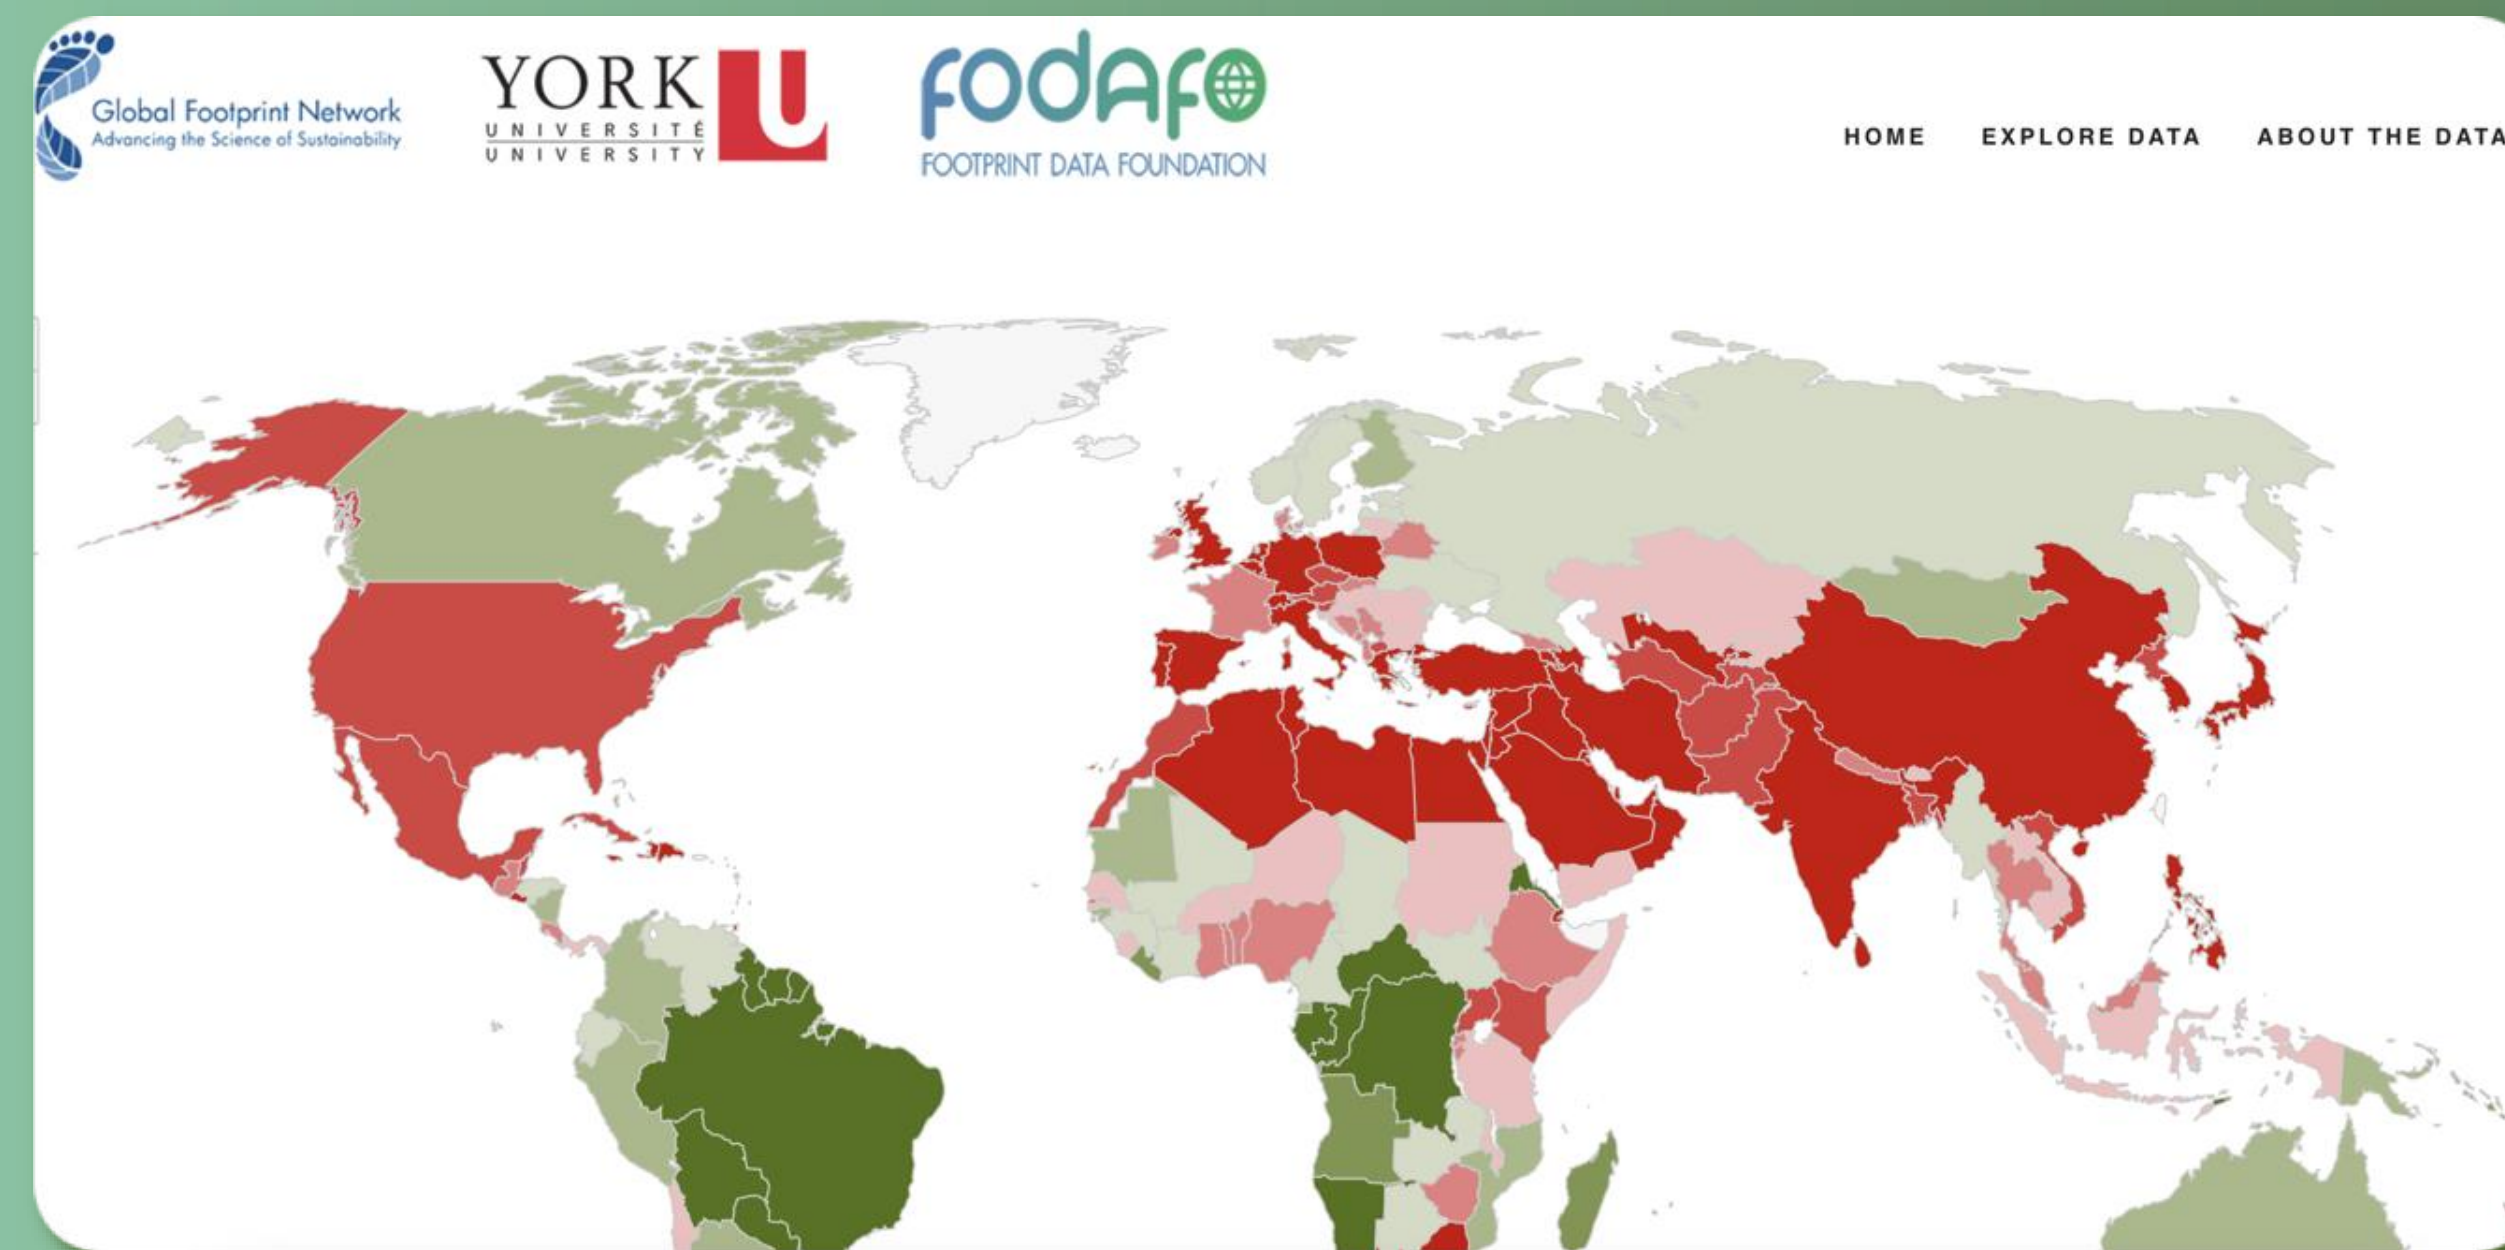 Global Footprint Network
Advancing the Science of Sustainability
YORK U
UNIVERSITÉ
UNIVERSITY
fodafo
FOOTPRINT DATA FOUNDATION
HOME EXPLORE DATA ABOUT THE DATA